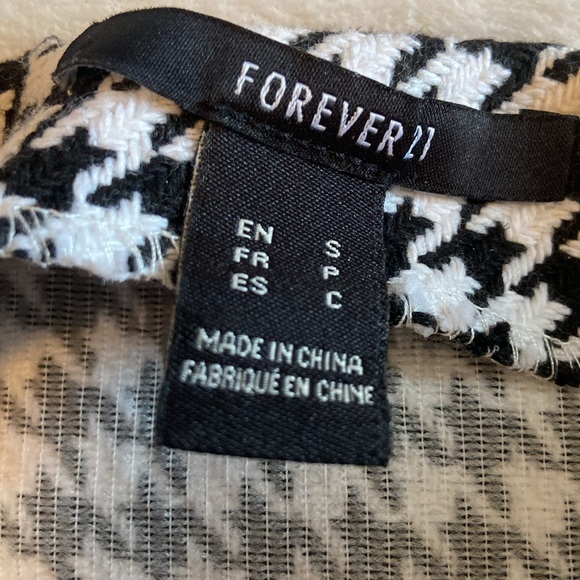 FOREVER 21
EN S
FR P
ES C
MADE IN CHINA
FABRIQUÉ EN CHINE